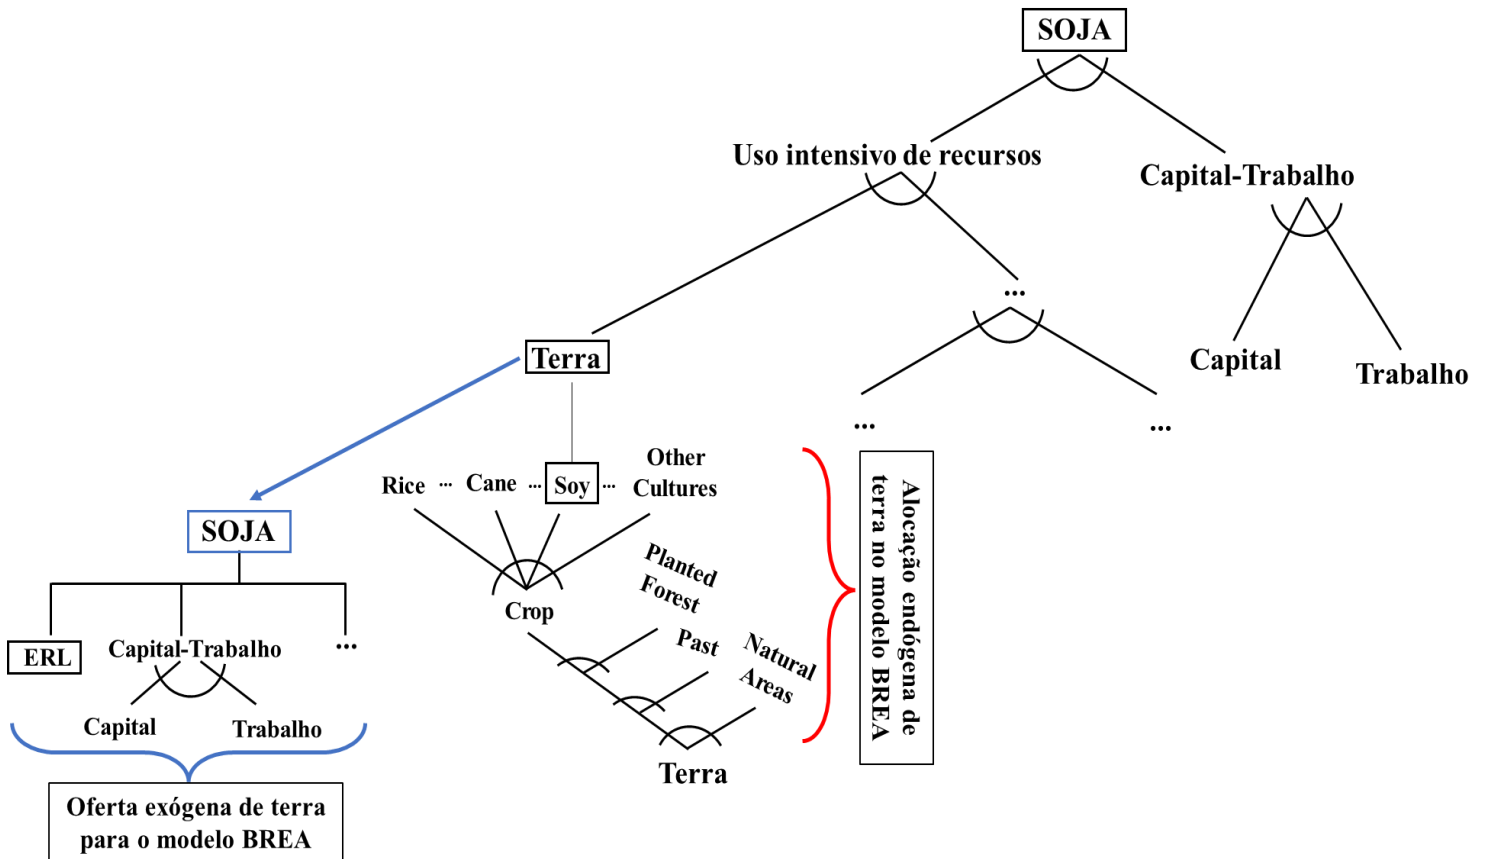 SOJA
Uso intensivo de recursos
Capital-Trabalho
...
Capital
Trabalho
Terra
...
...
Rice ... Cane ... Soy ... Other
Cultures
Planted
Forest
Crop
Past
Natural
Areas
Terra
Alocação endógena de
terra no modelo BREA
SOJA
ERL
Capital-Trabalho
...
Capital
Trabalho
Oferta exógena de terra
para o modelo BREA